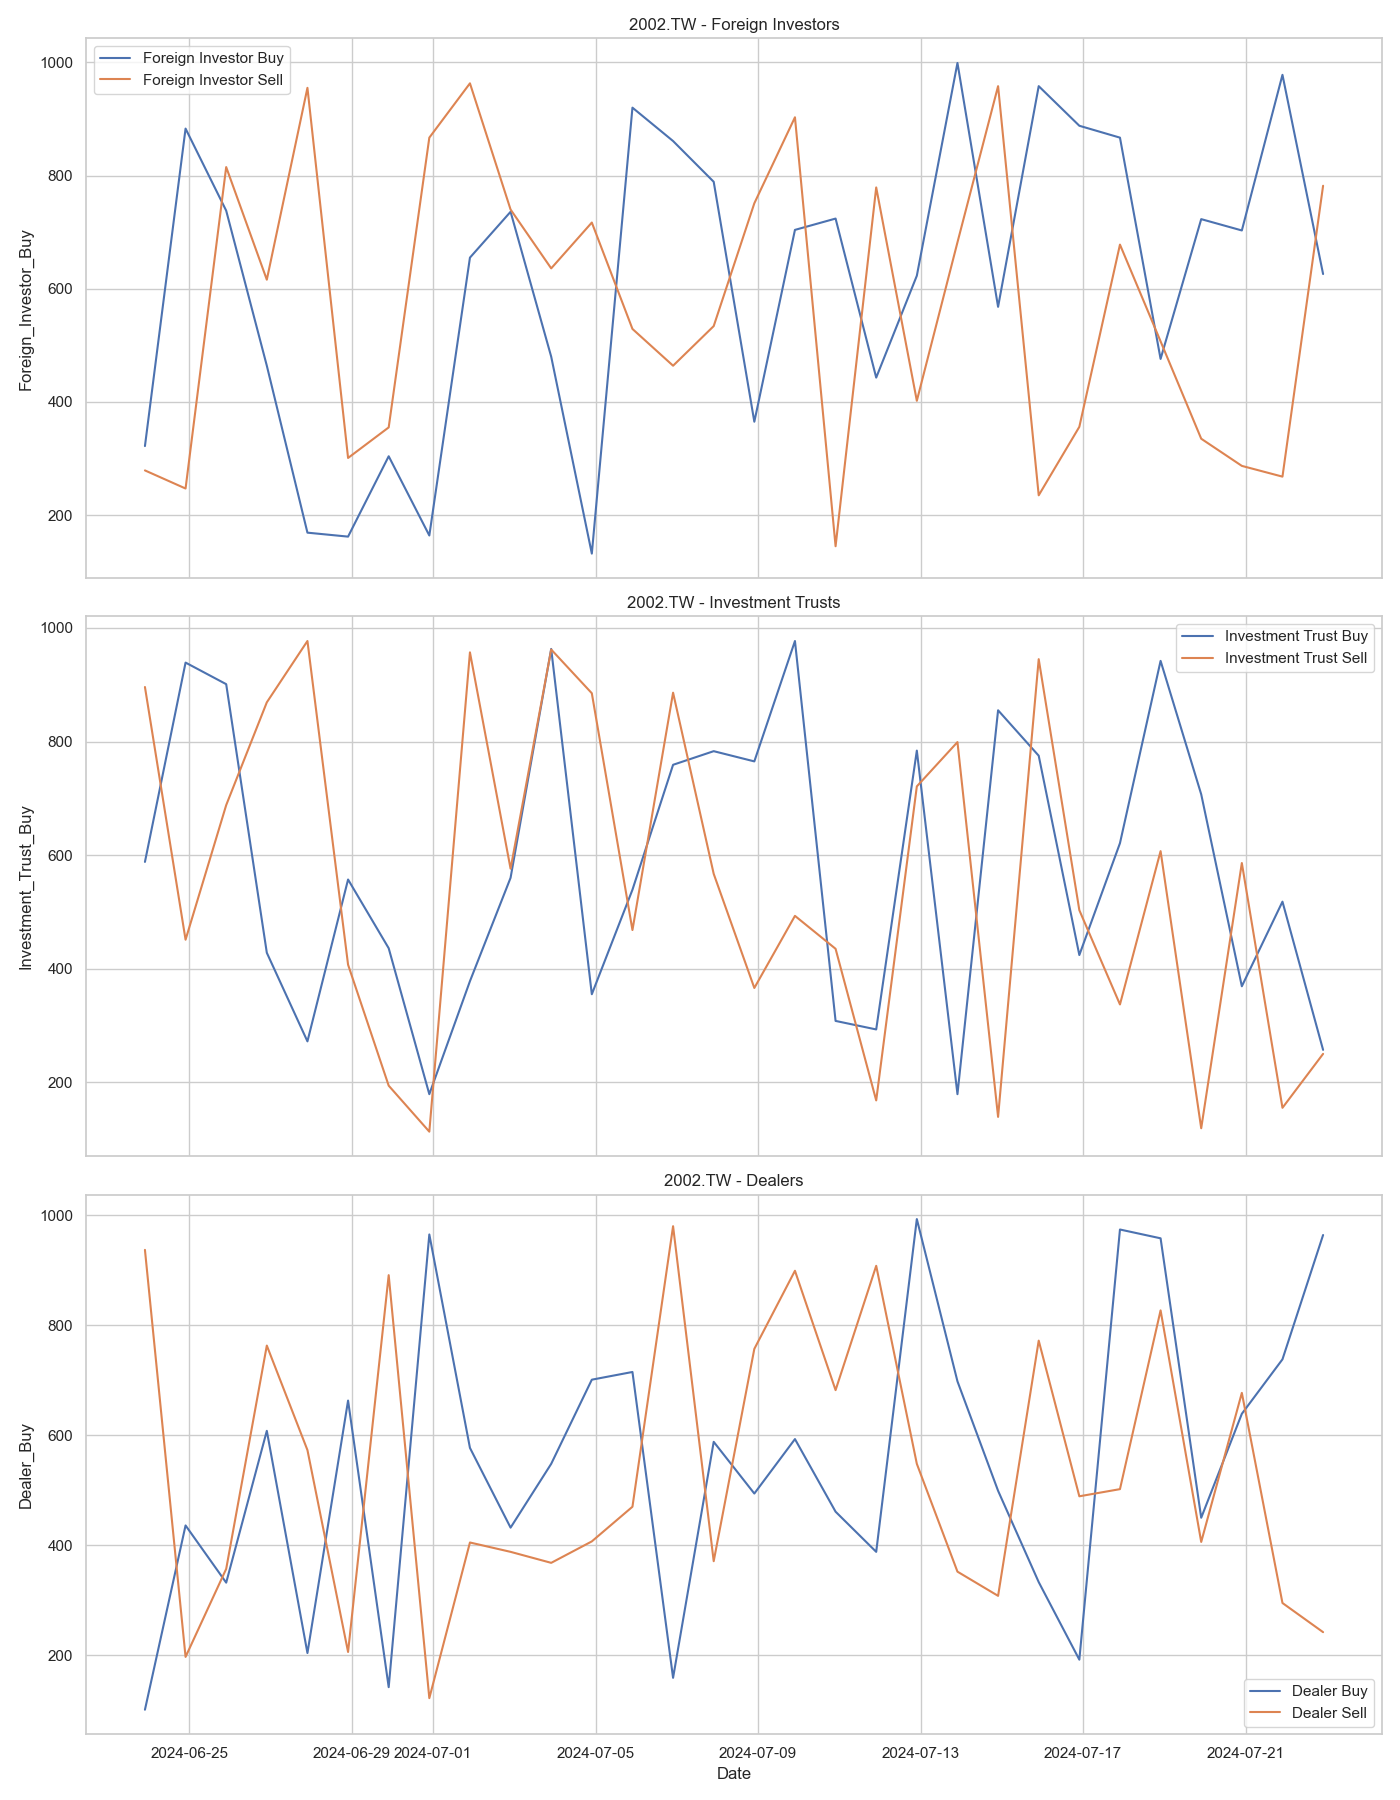 2002.TW - Foreign Investors
Foreign Investor Buy
Foreign Investor Sell
1000
800
600
400
200
Foreign_Investor_Buy
2002.TW - Investment Trusts
Investment Trust Buy
Investment Trust Sell
1000
800
600
400
200
Investment_Trust_Buy
2002.TW - Dealers
1000
800
600
400
200
Dealer_Buy
Dealer Buy
Dealer Sell
2024-06-25 2024-06-29 2024-07-01 2024-07-05 2024-07-09 2024-07-13 2024-07-17 2024-07-21
Date